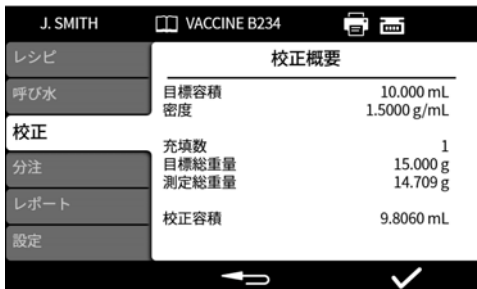 J. SMITH VACCINE B234
レシピ
呼び水
校正
分注
レポート
設定
校正概要
目標容積 10.000 mL
密度 1.5000 g/mL
充填数 1
目標総重量 15.000 g
測定総重量 14.709 g
校正容積 9.8060 mL